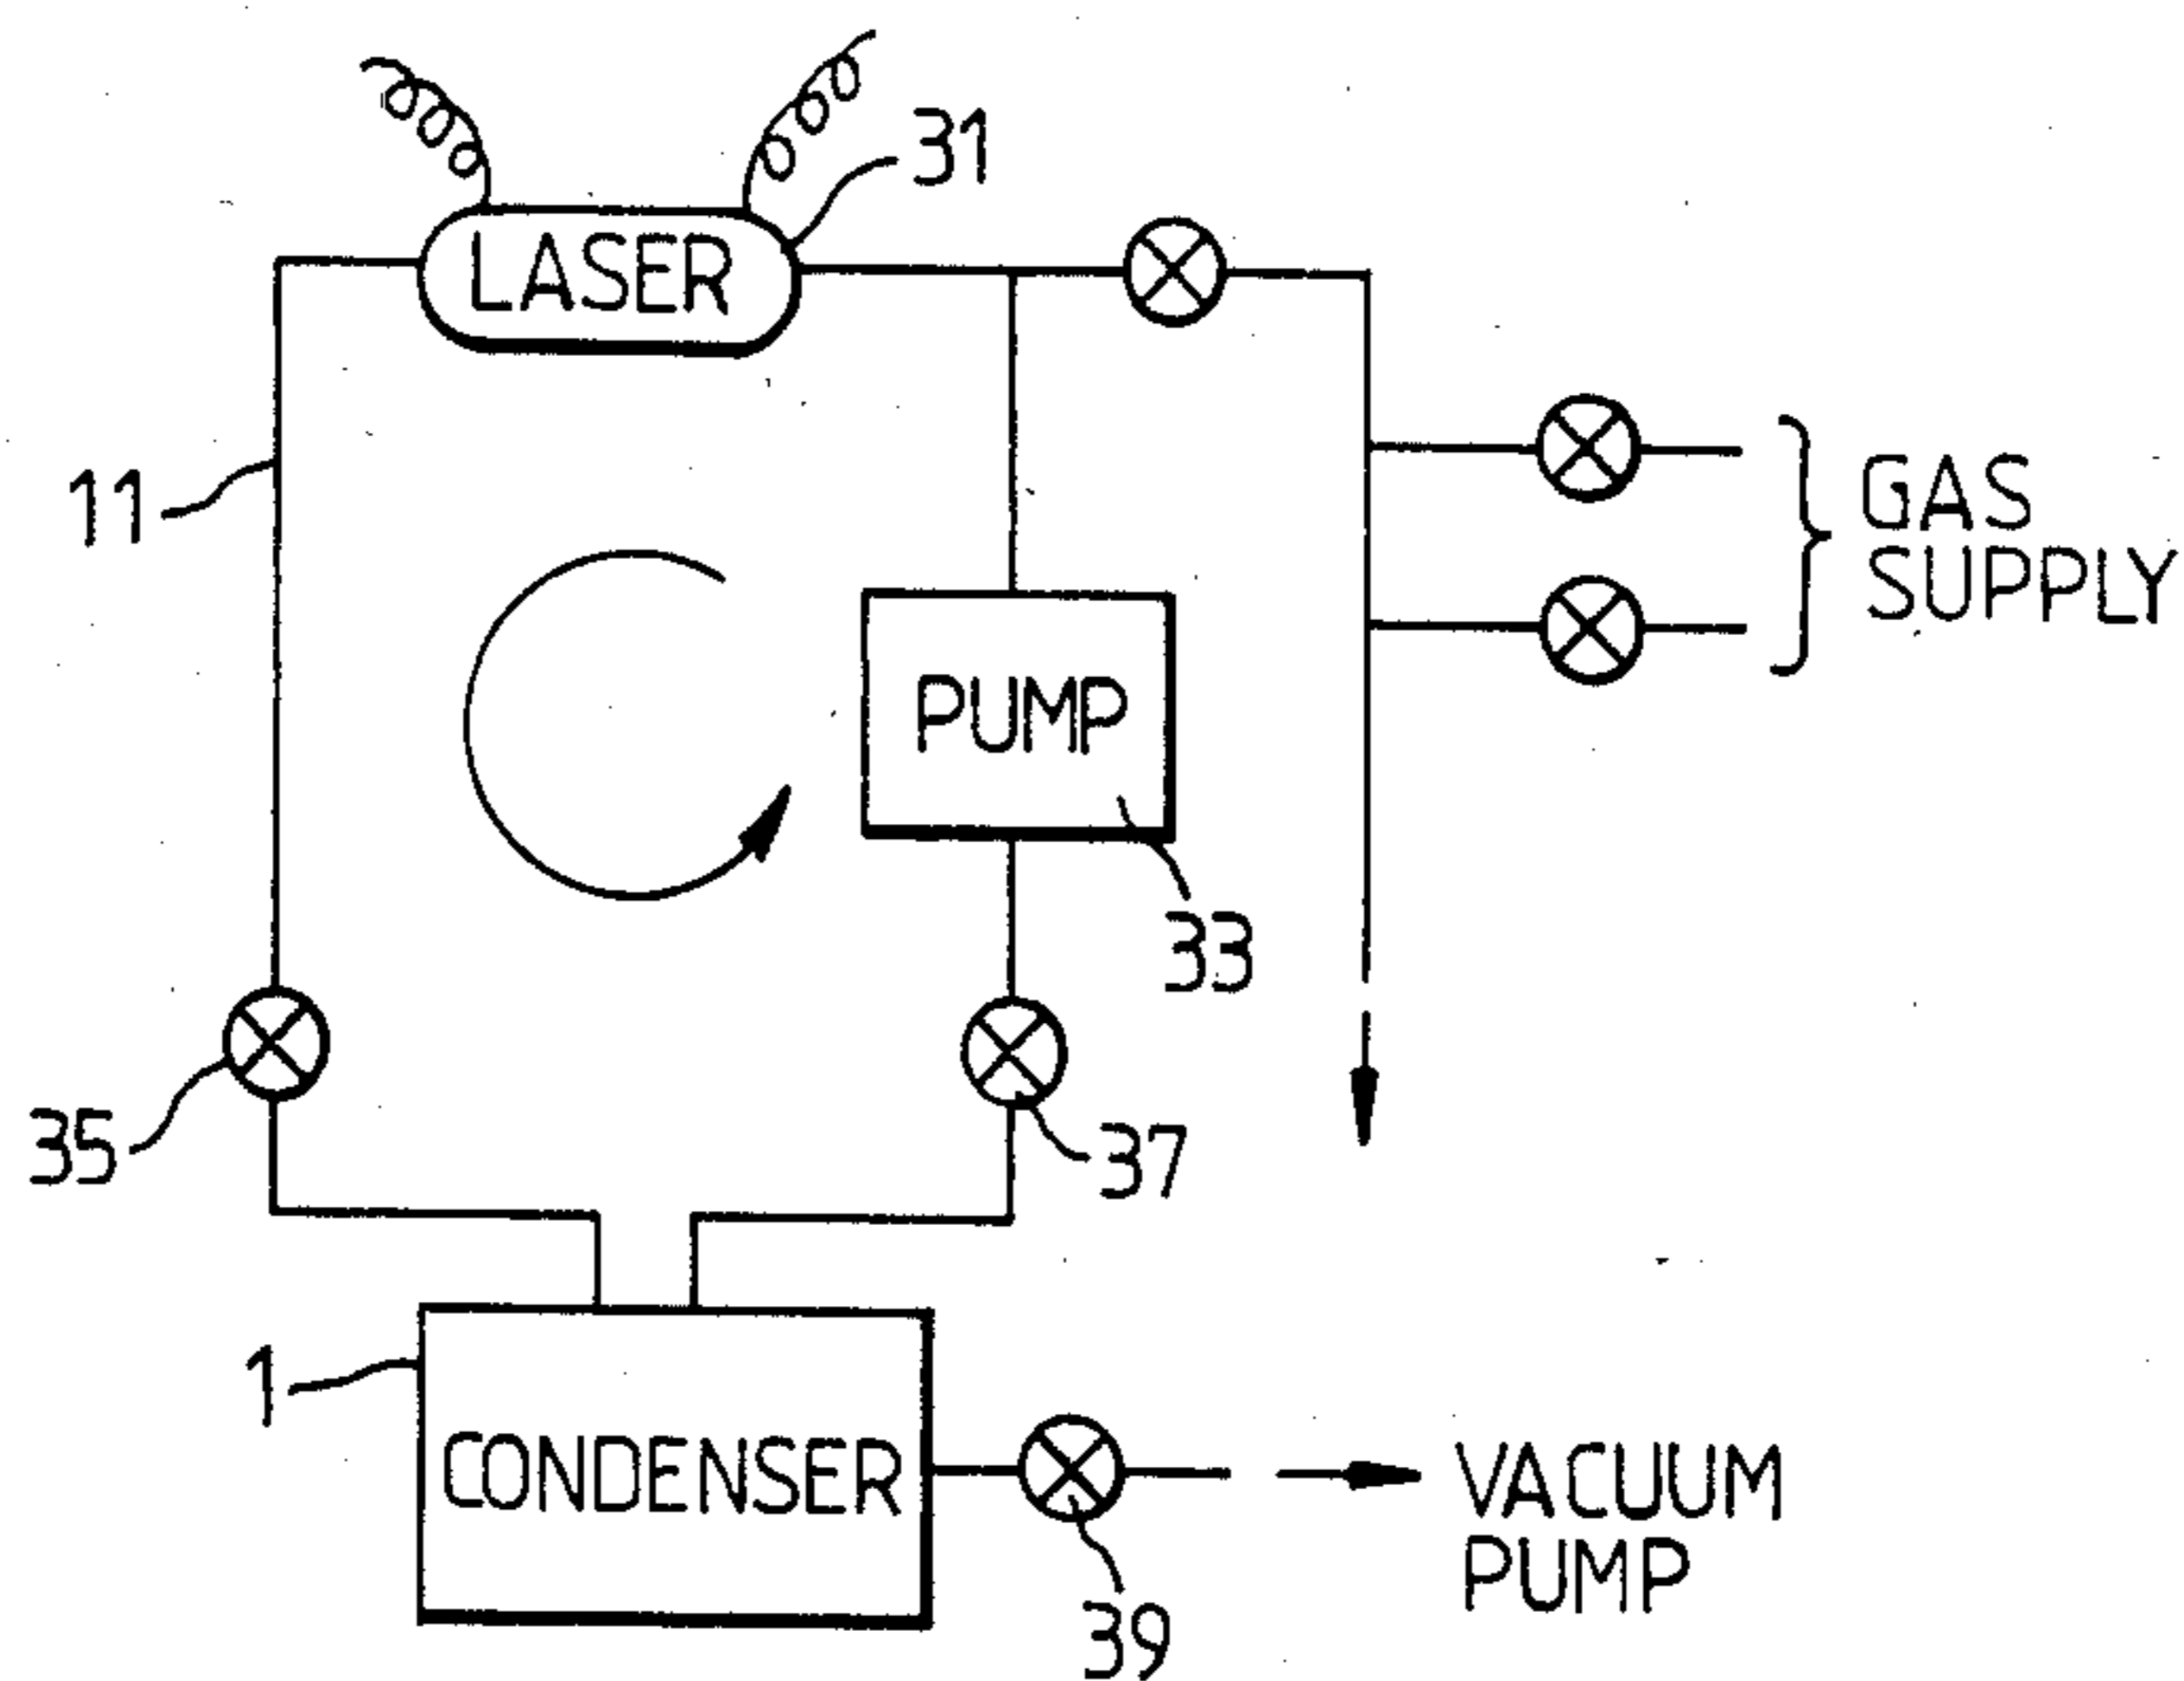 31
LASER
11
GAS
SUPPLY
PUMP
33
35
37
1
CONDENSER
VACUUM
PUMP
39